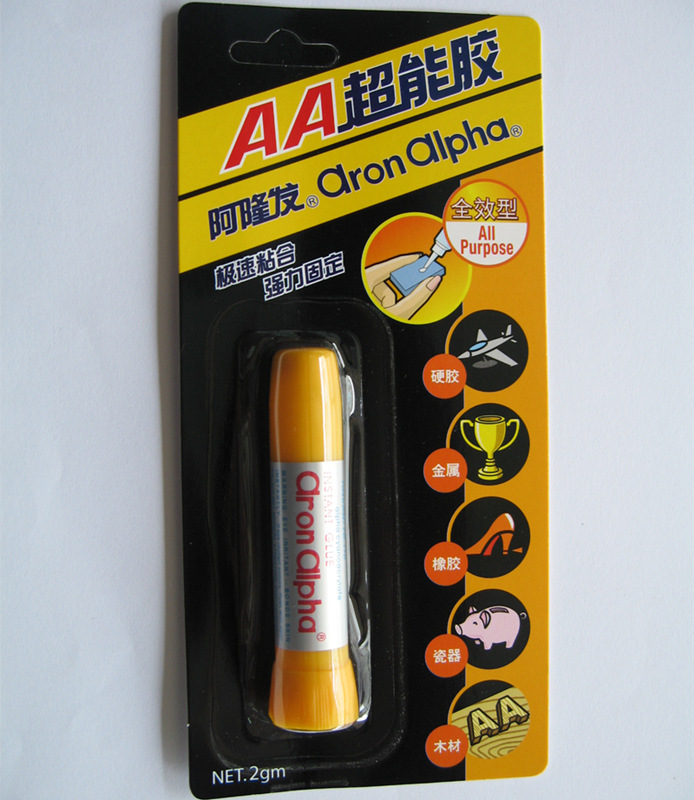 AA超能胶
阿隆发® aron alpha®
极速粘合
强力固定
全效型
All
Purpose
硬胶
金属
橡胶
瓷器
AA
木材
INSTANT GLUE
aron alpha®
NET.2gm